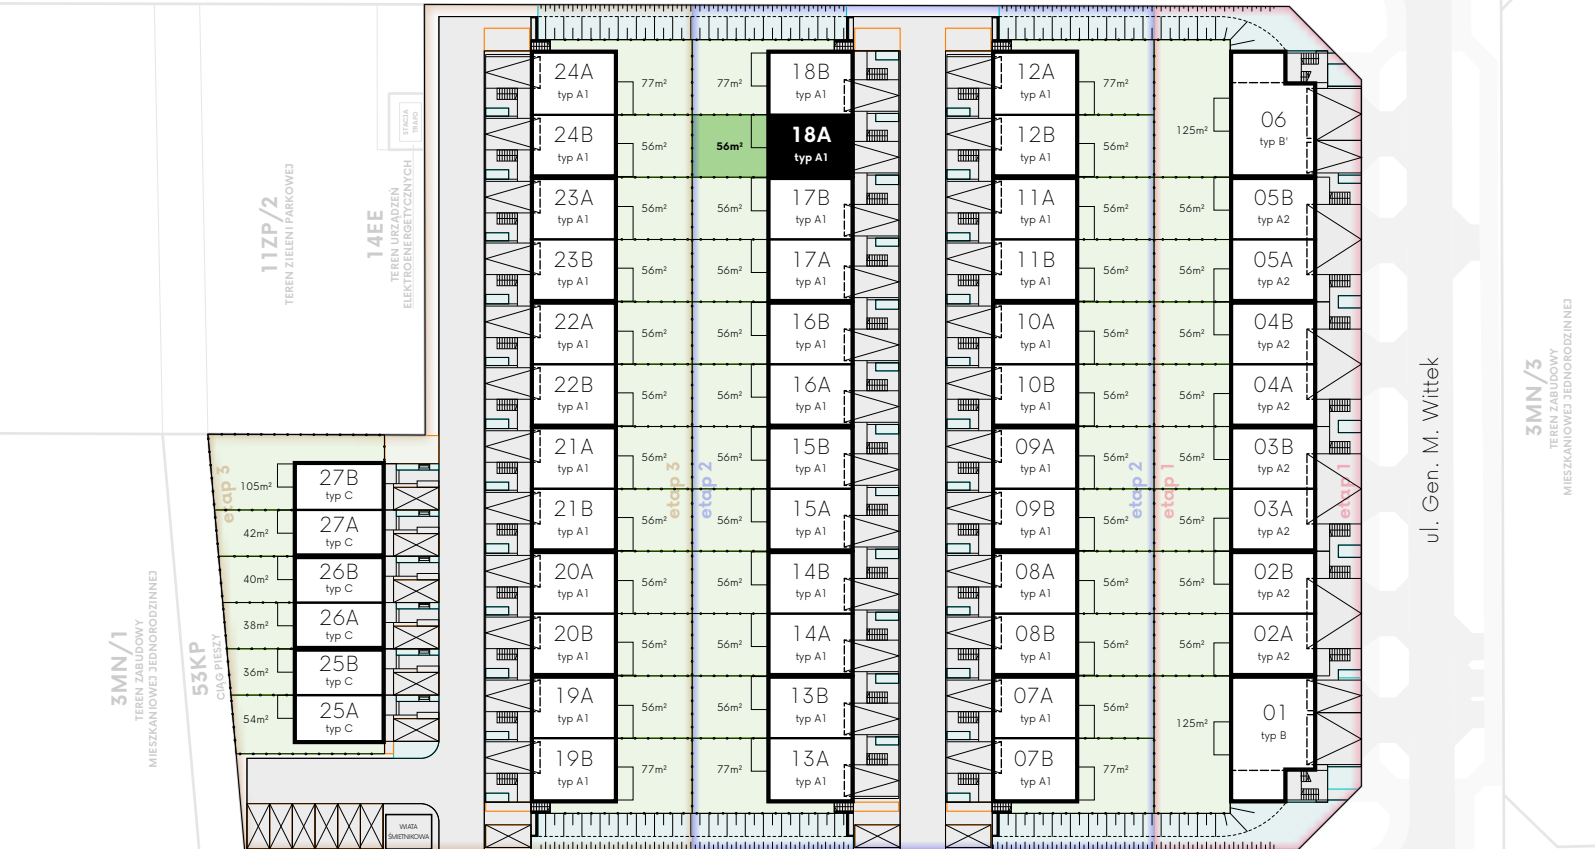 24A
typ A1
77m²
24B
typ A1
56m²
23A
typ A1
56m²
23B
typ A1
56m²
22A
typ A1
56m²
22B
typ A1
56m²
21A
typ A1
56m²
21B
typ A1
56m²
20A
typ A1
56m²
20B
typ A1
56m²
19A
typ A1
56m²
19B
typ A1
77m²
77m²
18B
typ A1
56m²
18A
typ A1
56m²
17B
typ A1
56m²
17A
typ A1
56m²
16B
typ A1
56m²
16A
typ A1
56m²
15B
typ A1
56m²
15A
typ A1
56m²
14B
typ A1
56m²
14A
typ A1
56m²
13B
typ A1
77m²
13A
typ A1
12A
typ A1
77m²
12B
typ A1
56m²
11A
typ A1
56m²
11B
typ A1
56m²
10A
typ A1
56m²
10B
typ A1
56m²
09A
typ A1
56m²
09B
typ A1
56m²
08A
typ A1
56m²
08B
typ A1
56m²
07A
typ A1
56m²
07B
typ A1
77m²
125m²
06
typ B'
56m²
05B
typ A2
56m²
05A
typ A2
56m²
04B
typ A2
56m²
04A
typ A2
56m²
03B
typ A2
56m²
03A
typ A2
56m²
02B
typ A2
56m²
02A
typ A2
125m²
01
typ B
105m²
27B
typ C
42m²
27A
typ C
40m²
26B
typ C
38m²
26A
typ C
36m²
25B
typ C
54m²
25A
typ C
etap 3
etap 3
etap 2
etap 2
etap 1
etap 1
ul. Gen. M. Wittek
11ZP/2
TEREN ZIELENI PARKOWEJ
14EE
TEREN URZĄDZEŃ
ELEKTROENERGETYCZNYCH
STACJA
TRAFO
3MN/1
TEREN ZABUDOWY
MIESZKANIOWEJ JEDNORODZINNEJ
53KP
CIĄG PIESZY
3MN/3
TEREN ZABUDOWY
MIESZKANIOWEJ JEDNORODZINNEJ
WIATA
ŚMIETNIKOWA